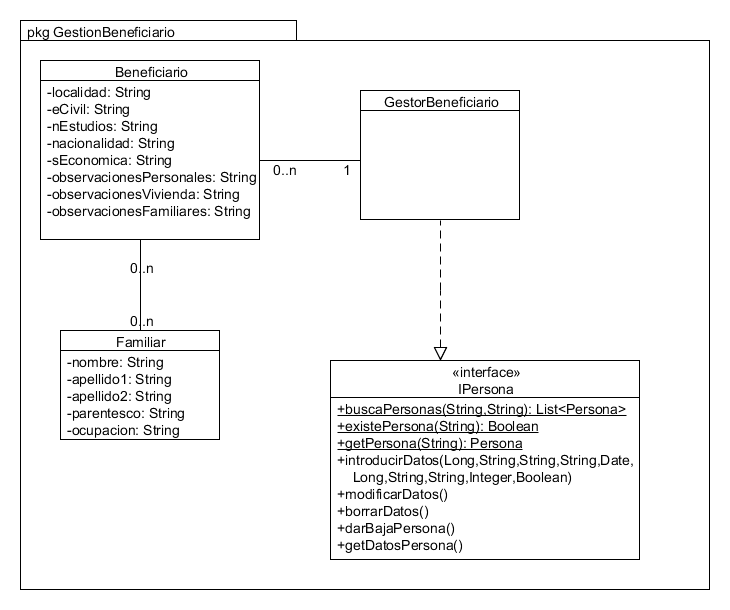 pkg GestionBeneficiario
Beneficiario
-localidad: String
-eCivil: String
-nEstudios: String
-nacionalidad: String
-sEconomica: String
-observacionesPersonales: String
-observacionesVivienda: String
-observacionesFamiliares: String
GestorBeneficiario
0..n
1
0..n
0..n
Familiar
-nombre: String
-apellido1: String
-apellido2: String
-parentesco: String
-ocupacion: String
«interface»
IPersona
+buscaPersonas(String,String): List<Persona>
+existePersona(String): Boolean
+getPersona(String): Persona
+introducirDatos(Long,String,String,String,Date,
Long,String,String,Integer,Boolean)
+modificarDatos()
+borrarDatos()
+darBajaPersona()
+getDatosPersona()